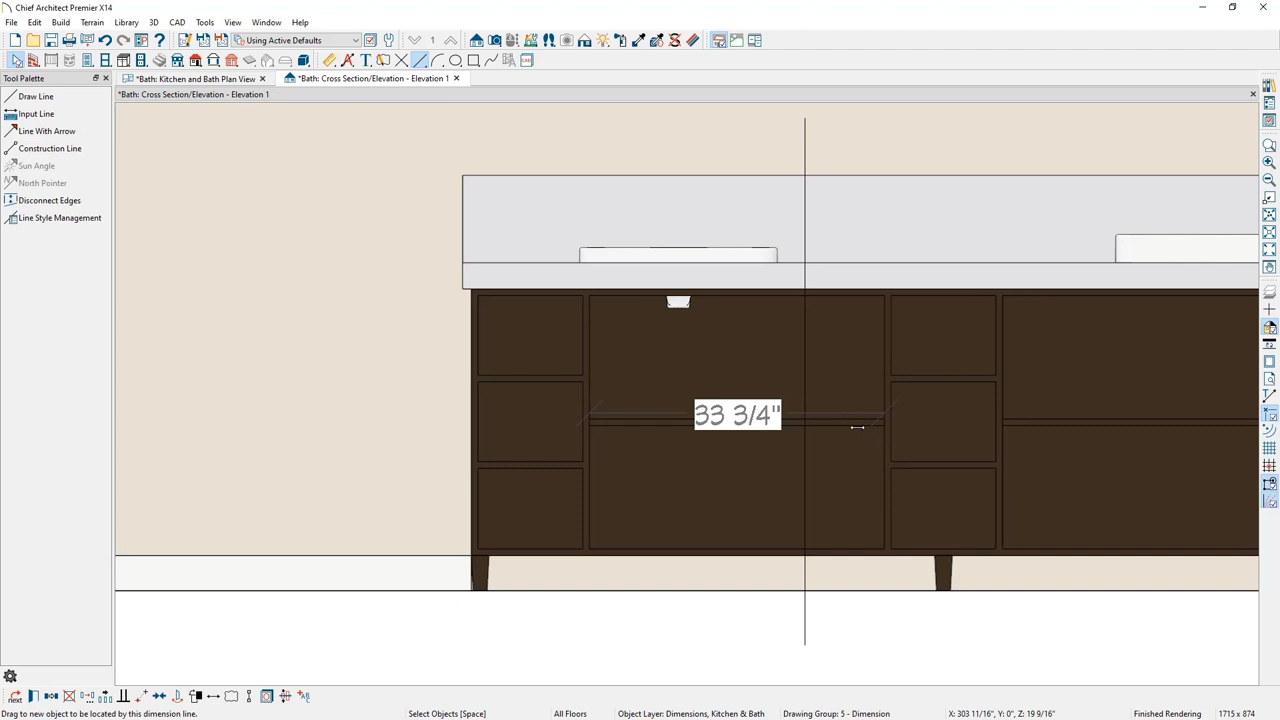 Chief Architect Premier X14
File Edit Build Terrain Library 3D CAD Tools View Window Help
Using Active Defaults
1
Tool Palette
*Bath: Kitchen and Bath Plan View
*Bath: Cross Section/Elevation - Elevation 1
*Bath: Cross Section/Elevation - Elevation 1
Draw Line
Input Line
Line With Arrow
Construction Line
Sun Angle
North Pointer
Disconnect Edges
Line Style Management
33 3/4"
next
Drag to new object to be located by this dimension line.
Select Objects [Space]
All Floors
Object Layer: Dimensions, Kitchen & Bath
Drawing Group: 5 - Dimension
X: 303 11/16", Y: 0", Z: 19 9/16"
Finished Rendering
1715 x 874